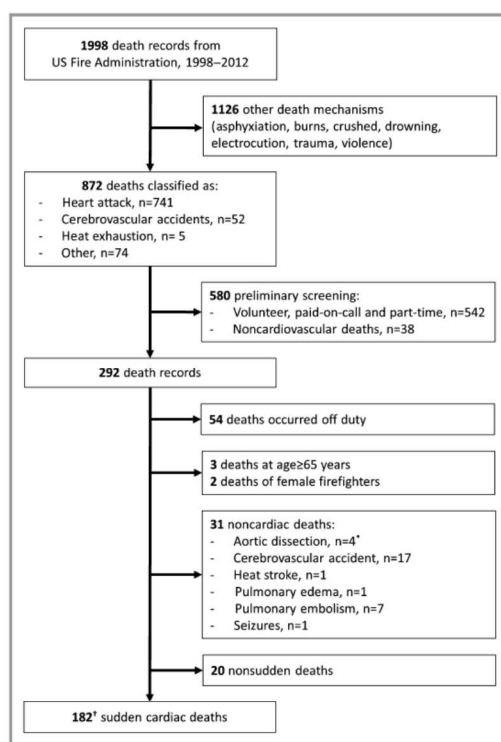 1998 death records from
US Fire Administration, 1998–2012
1126 other death mechanisms
(asphyxiation, burns, crushed, drowning,
electrocution, trauma, violence)
872 deaths classified as:
- Heart attack, n=741
- Cerebrovascular accidents, n=52
- Heat exhaustion, n= 5
- Other, n=74
580 preliminary screening:
- Volunteer, paid-on-call and part-time, n=542
- Noncardiovascular deaths, n=38
292 death records
54 deaths occurred off duty
3 deaths at age≥65 years
2 deaths of female firefighters
31 noncardiac deaths:
- Aortic dissection, n=4*
- Cerebrovascular accident, n=17
- Heat stroke, n=1
- Pulmonary edema, n=1
- Pulmonary embolism, n=7
- Seizures, n=1
20 nonsudden deaths
182† sudden cardiac deaths